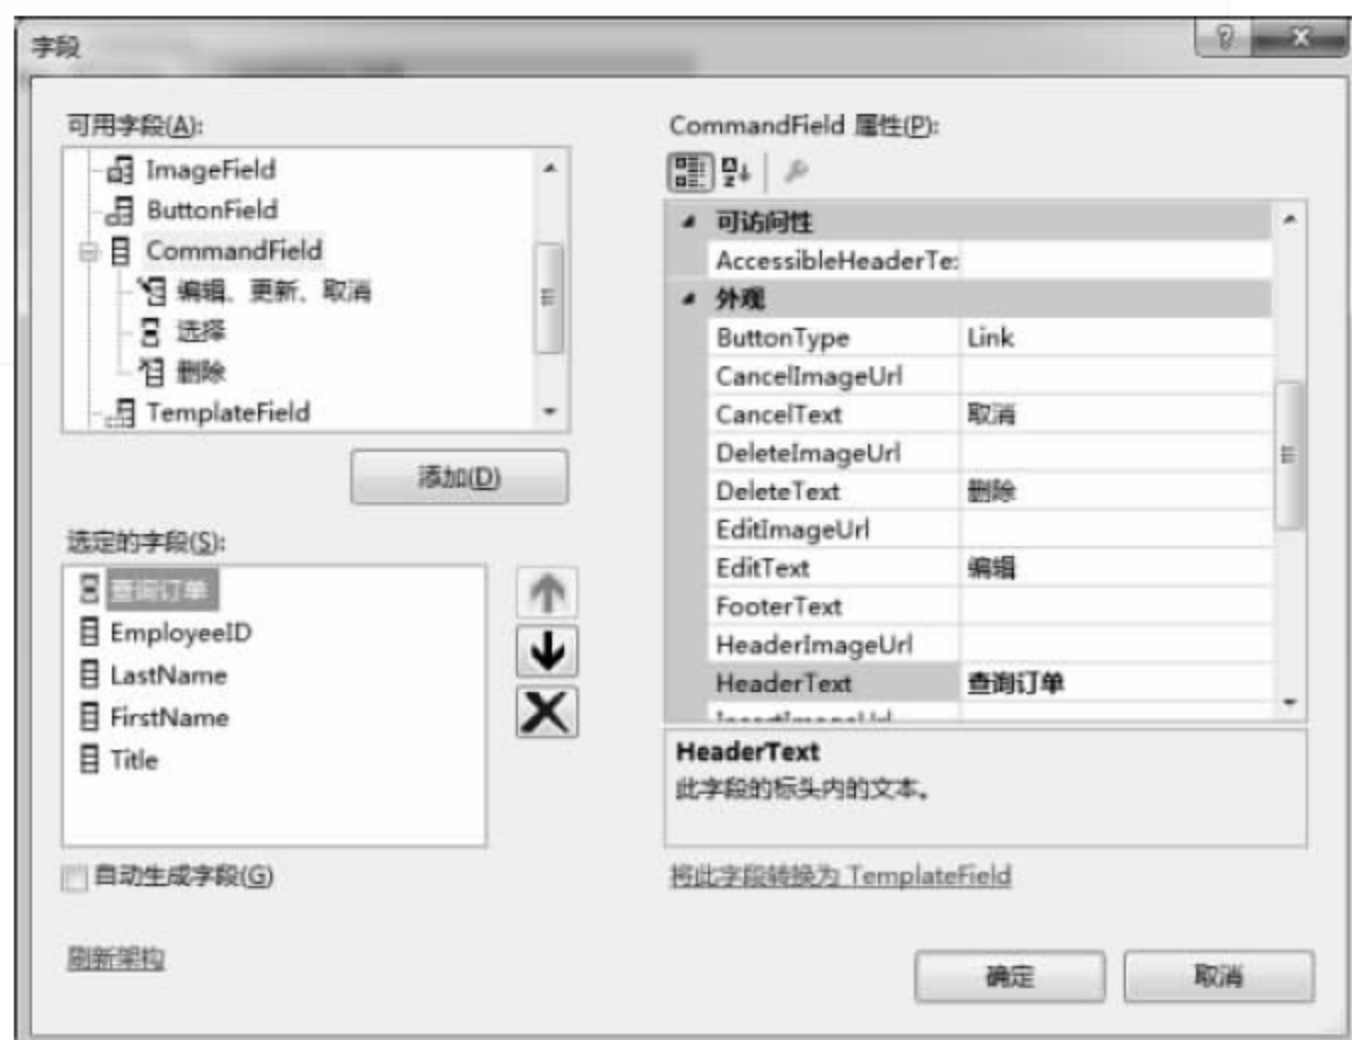 字段
可用字段(A):
ImageField
ButtonField
CommandField
编辑、更新、取消
选择
删除
TemplateField
添加(D)
选定的字段(S):
查询订单
EmployeeID
LastName
FirstName
Title
自动生成字段(G)
刷新架构
CommandField 属性(P):
可访问性
AccessibleHeaderTe:
外观
ButtonType Link
CancelImageUrl
CancelText 取消
DeleteImageUrl
DeleteText 删除
EditImageUrl
EditText 编辑
FooterText
HeaderImageUrl
HeaderText 查询订单
InsertImageUrl
HeaderText
此字段的标头内的文本。
将此字段转换为 TemplateField
确定
取消